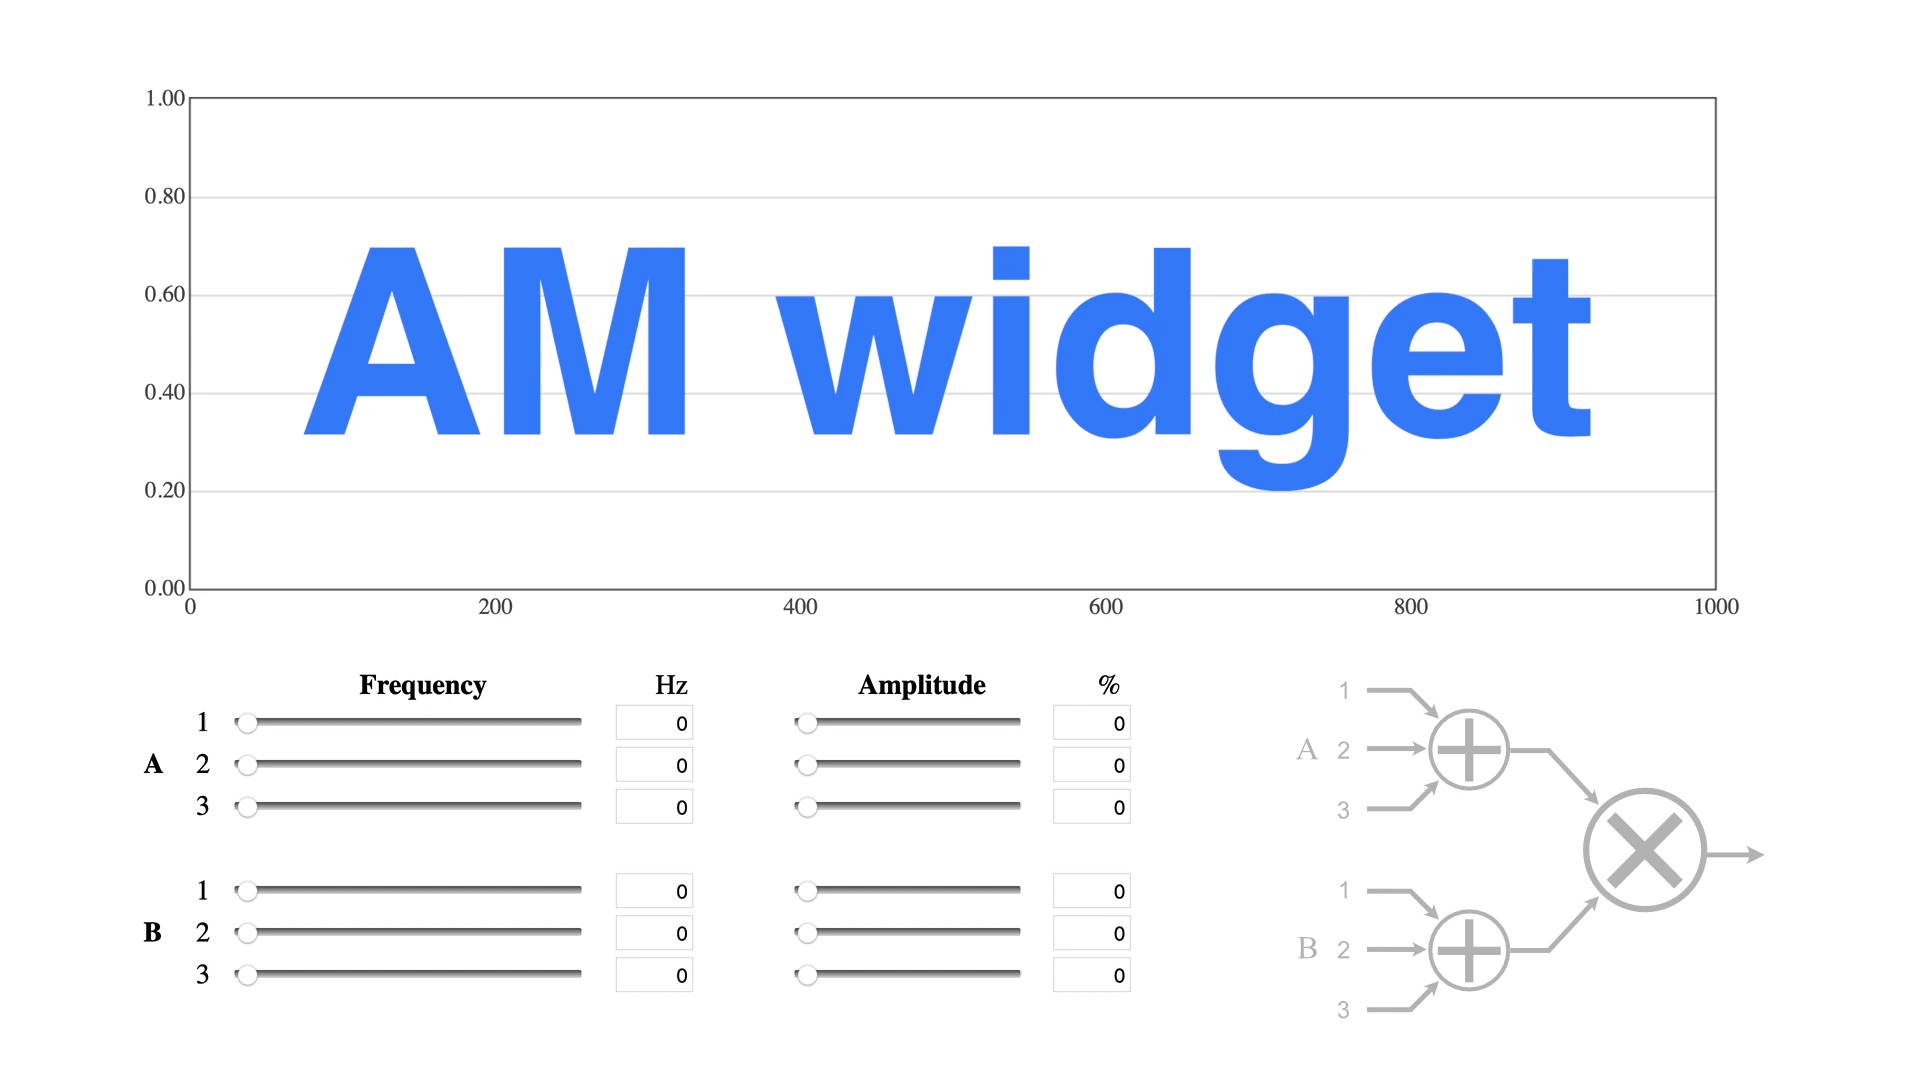 1.00
0.80
0.60
AM widget
0.40
0.20
0.00
0 200 400 600 800 1000
Frequency Hz Amplitude %
1 0 0
A 2 0 0
3 0 0
1 0 0
B 2 0 0
3 0 0
1
A 2
3
1
B 2
3